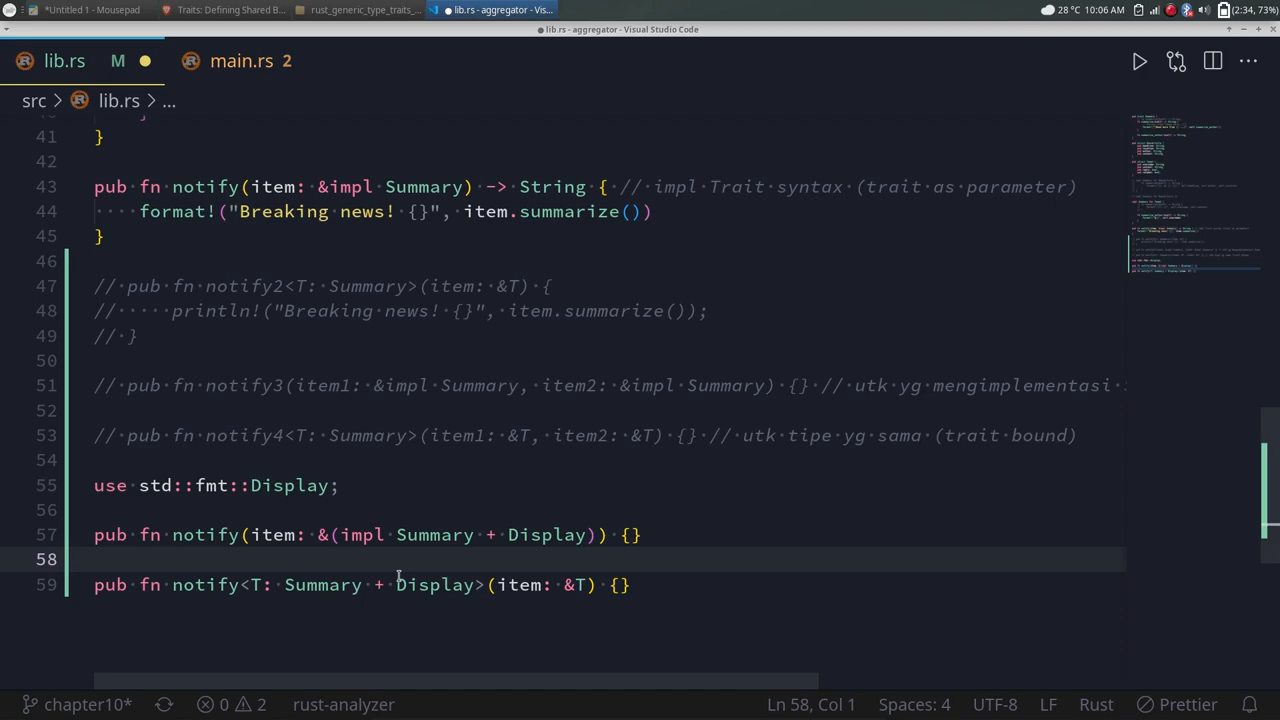 *Untitled 1 - Mousepad
Traits: Defining Shared B...
rust_generic_type_traits_...
● lib.rs - aggregator - Vis...
28 °C
10:06 AM
(2:34, 73%)
● lib.rs - aggregator - Visual Studio Code
lib.rs M
main.rs 2
src > lib.rs > ...
41 }
42
43 pub fn notify(item: &impl Summary) -> String { // impl Trait syntax (trait as parameter)
44 format!("Breaking news! {}", item.summarize())
45 }
46
47 // pub fn notify2<T: Summary>(item: &T) {
48 // println!("Breaking news! {}", item.summarize());
49 // }
50
51 // pub fn notify3(item1: &impl Summary, item2: &impl Summary) {} // utk yg mengimplementasi
52
53 // pub fn notify4<T: Summary>(item1: &T, item2: &T) {} // utk tipe yg sama (trait bound)
54
55 use std::fmt::Display;
56
57 pub fn notify(item: &(impl Summary + Display)) {}
58
59 pub fn notify<T: Summary + Display>(item: &T) {}
chapter10*
0
2
rust-analyzer
Ln 58, Col 1
Spaces: 4
UTF-8
LF
Rust
Prettier